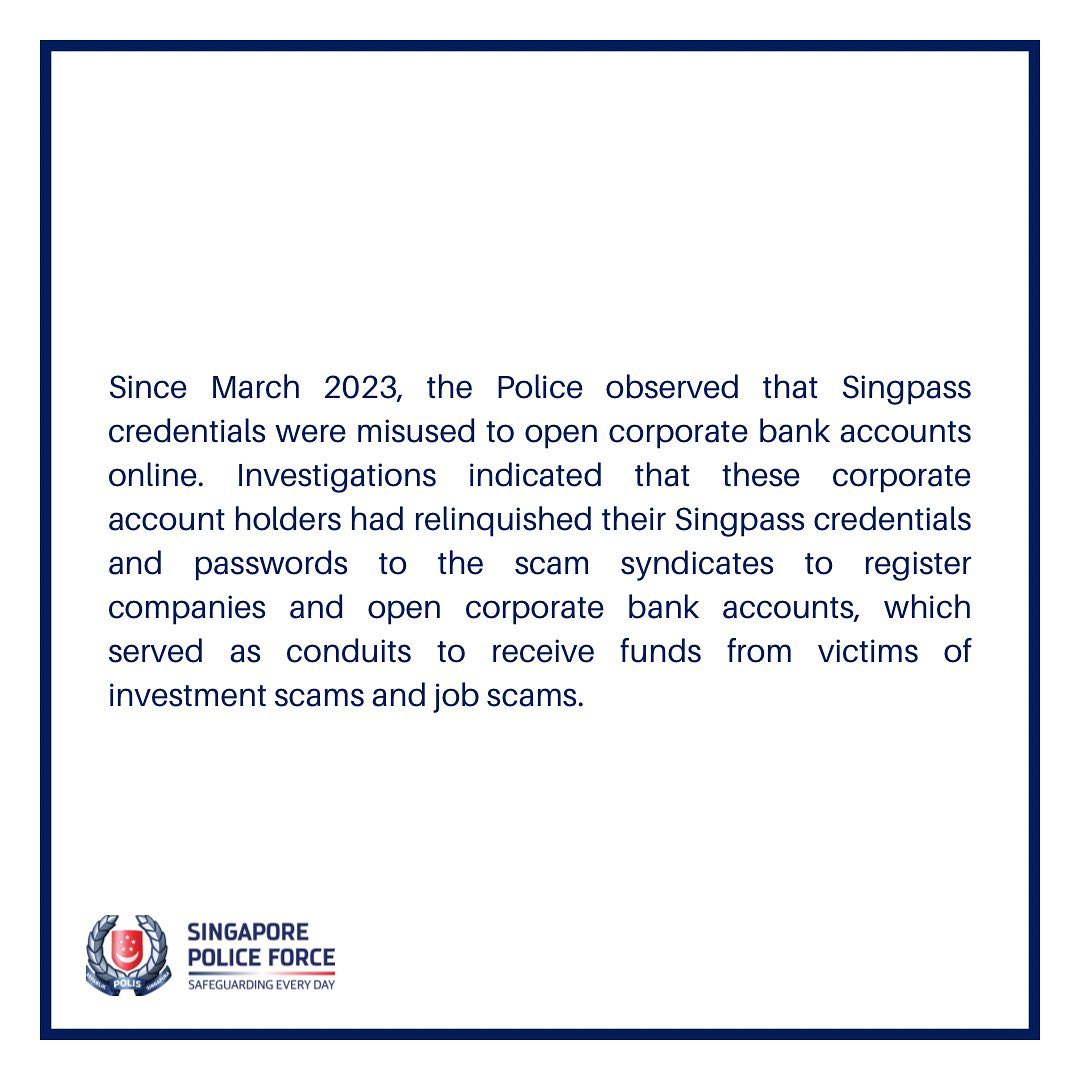 Since March 2023, the Police observed that Singpass
credentials were misused to open corporate bank accounts
online. Investigations indicated that these corporate
account holders had relinquished their Singpass credentials
and passwords to the scam syndicates to register
companies and open corporate bank accounts, which
served as conduits to receive funds from victims of
investment scams and job scams.
SINGAPORE
POLICE FORCE
SAFEGUARDING EVERY DAY
POLIS